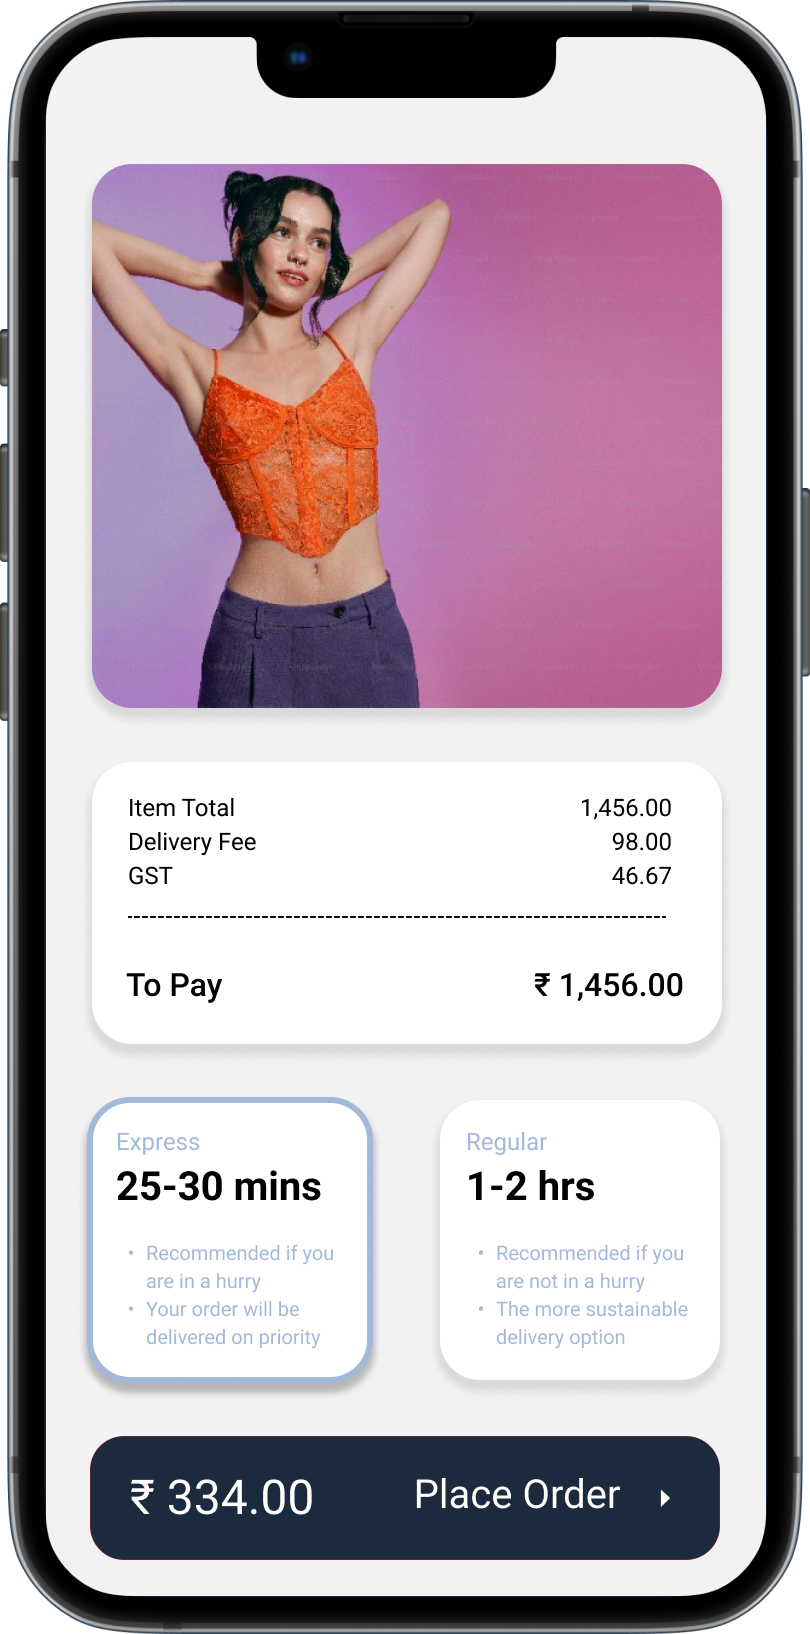 Item Total 1,456.00
Delivery Fee 98.00
GST 46.67
To Pay ₹ 1,456.00
Express
25-30 mins
• Recommended if you
are in a hurry
• Your order will be
delivered on priority
Regular
1-2 hrs
• Recommended if you
are not in a hurry
• The more sustainable
delivery option
₹ 334.00 Place Order